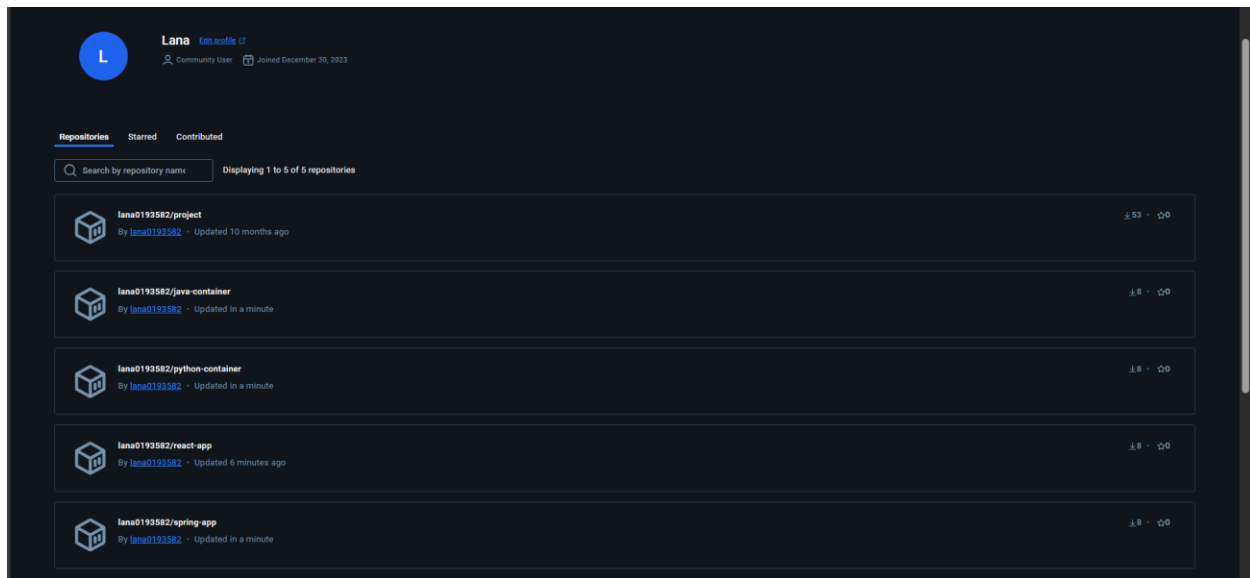 L
Lana Edit profile
Community User Joined December 30, 2023
Repositories Starred Contributed
Search by repository name Displaying 1 to 5 of 5 repositories
lana0193582/project 53 · 0
By lana0193582 · Updated 10 months ago
lana0193582/java-container 8 · 0
By lana0193582 · Updated in a minute
lana0193582/python-container 8 · 0
By lana0193582 · Updated in a minute
lana0193582/react-app 8 · 0
By lana0193582 · Updated 6 minutes ago
lana0193582/spring-app 8 · 0
By lana0193582 · Updated in a minute